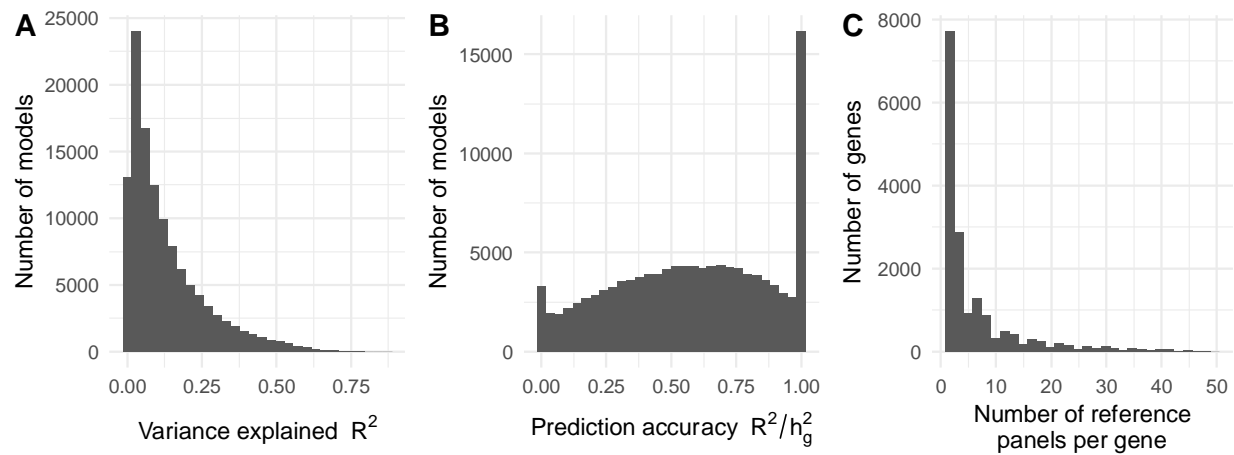 A
25000
20000
15000
10000
5000
0
Number of models
0.00 0.25 0.50 0.75
Variance explained R²
B
15000
10000
5000
0
Number of models
0.00 0.25 0.50 0.75 1.00
Prediction accuracy R²/h²g
C
8000
6000
4000
2000
0
Number of genes
0 10 20 30 40 50
Number of reference
panels per gene